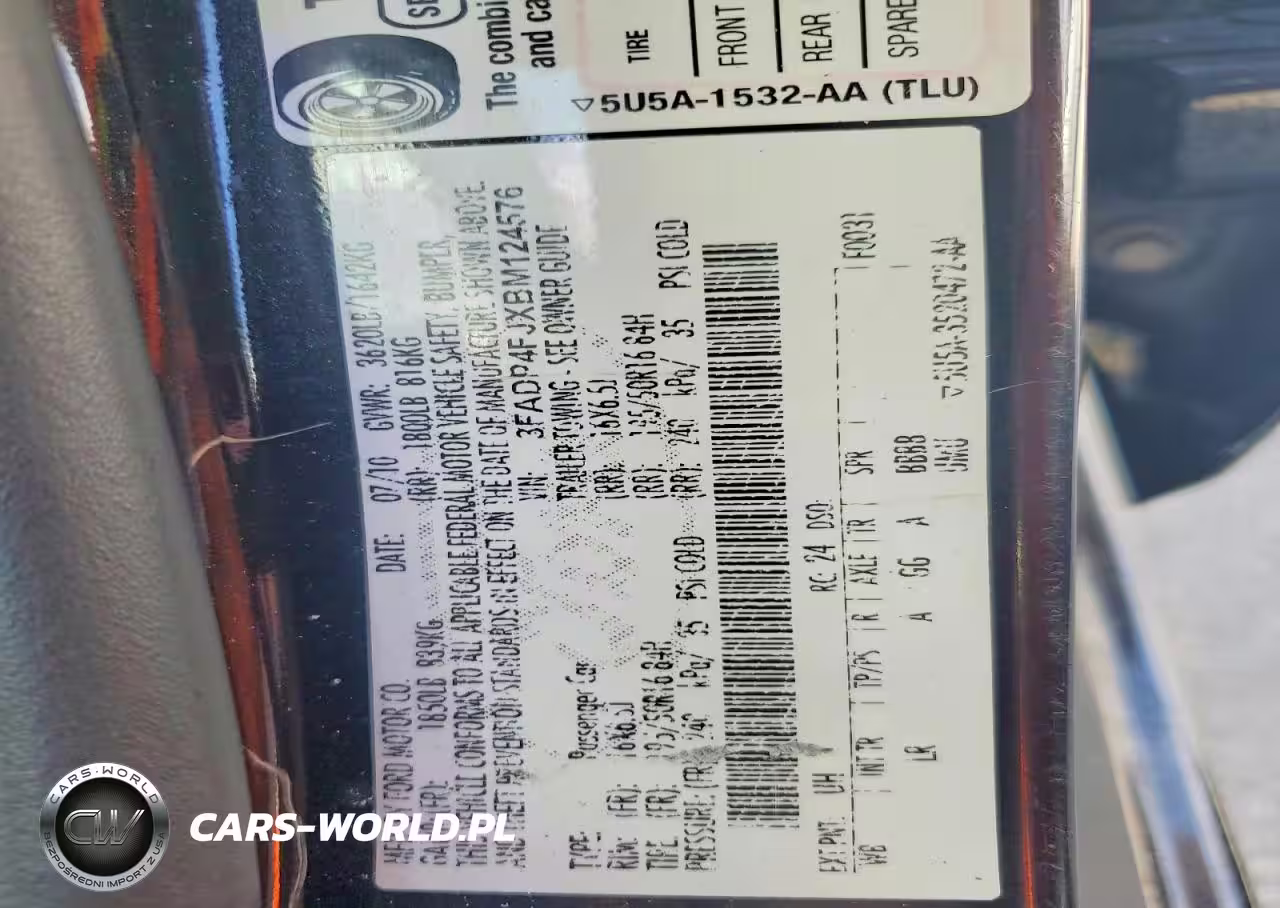 The combi
and ca
TIRE
FRONT
REAR
SPARE
5U5A-1532-AA (TLU)
MFD BY FORD MOTOR CO.
DATE: 07/10 GVWR: 3620LB/1642KG
1850LB 839KG (RR): 1800LB 816KG
THIS VEHICLE CONFORMS TO ALL APPLICABLE FEDERAL MOTOR VEHICLE SAFETY, BUMPER,
AND THEFT PREVENTION STANDARDS IN EFFECT ON THE DATE OF MANUFACTURE SHOWN ABOVE.
VIN: 3FADP4FJXBM124576
TYPE: Passenger Car TRAILER TOWING - SEE OWNER GUIDE
RIM: (FR): 16X6.5J (RR): 16X6.5J
TIRE (FR): 195/50R16 84H (RR): 195/50R16 84H
PRESSURE: (FR 240 kPa/ 35 PSI COLD (RR): 240 kPa/ 35 PSI COLD
EXT PNT: UH RC: 24 DSO:
WB INT TR TP/PS R AXLE TR SPR F0031
LR A GG A BBBB
UMU
5U5A-3520472-AA
CARS-WORLD
CW
BEZPOŚREDNI IMPORT Z USA
CARS-WORLD.PL